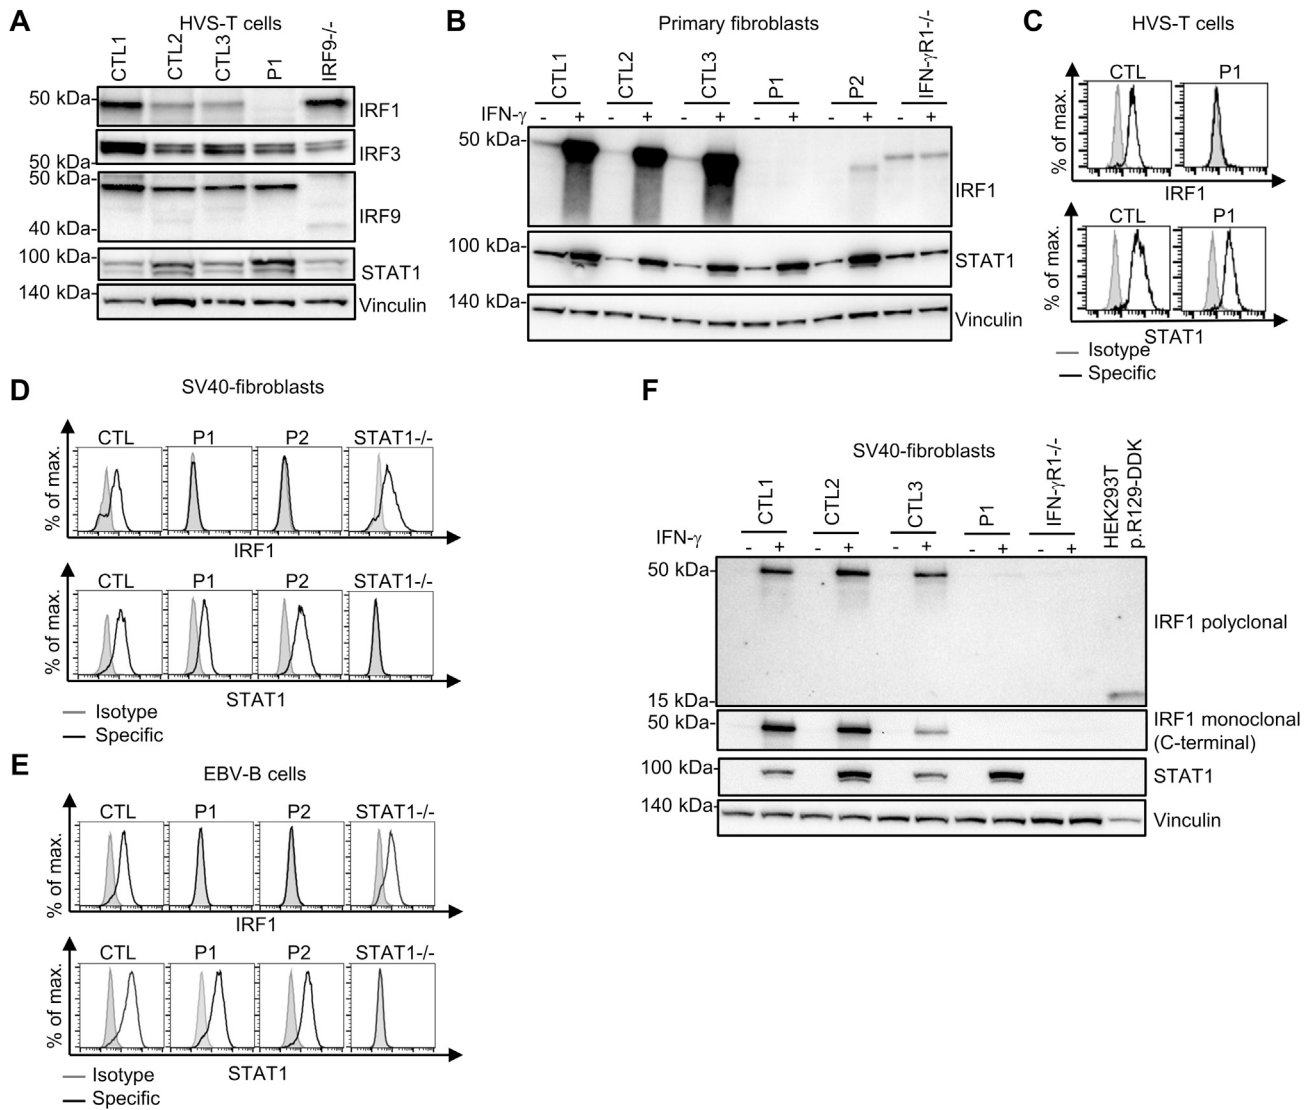 A
HVS-T cells
CTL1
CTL2
CTL3
P1
IRF9-/-
50 kDa-
IRF1
50 kDa-
IRF3
50 kDa-
40 kDa-
IRF9
100 kDa-
STAT1
140 kDa-
Vinculin
B
Primary fibroblasts
CTL1
CTL2
CTL3
P1
P2
IFN-γR1-/-
IFN-γ - + - + - + - + - + - +
50 kDa-
IRF1
100 kDa-
STAT1
140 kDa-
Vinculin
C
HVS-T cells
CTL P1
% of max.
IRF1
CTL P1
% of max.
STAT1
Isotype
Specific
D
SV40-fibroblasts
CTL P1 P2 STAT1-/-
% of max.
IRF1
CTL P1 P2 STAT1-/-
% of max.
STAT1
Isotype
Specific
E
EBV-B cells
CTL P1 P2 STAT1-/-
% of max.
IRF1
CTL P1 P2 STAT1-/-
% of max.
STAT1
Isotype
Specific
F
SV40-fibroblasts
CTL1
CTL2
CTL3
P1
IFN-γR1-/-
HEK293T
p.R129-DDK
IFN-γ - + - + - + - + - +
50 kDa-
IRF1 polyclonal
15 kDa-
50 kDa-
IRF1 monoclonal
(C-terminal)
100 kDa-
STAT1
140 kDa-
Vinculin